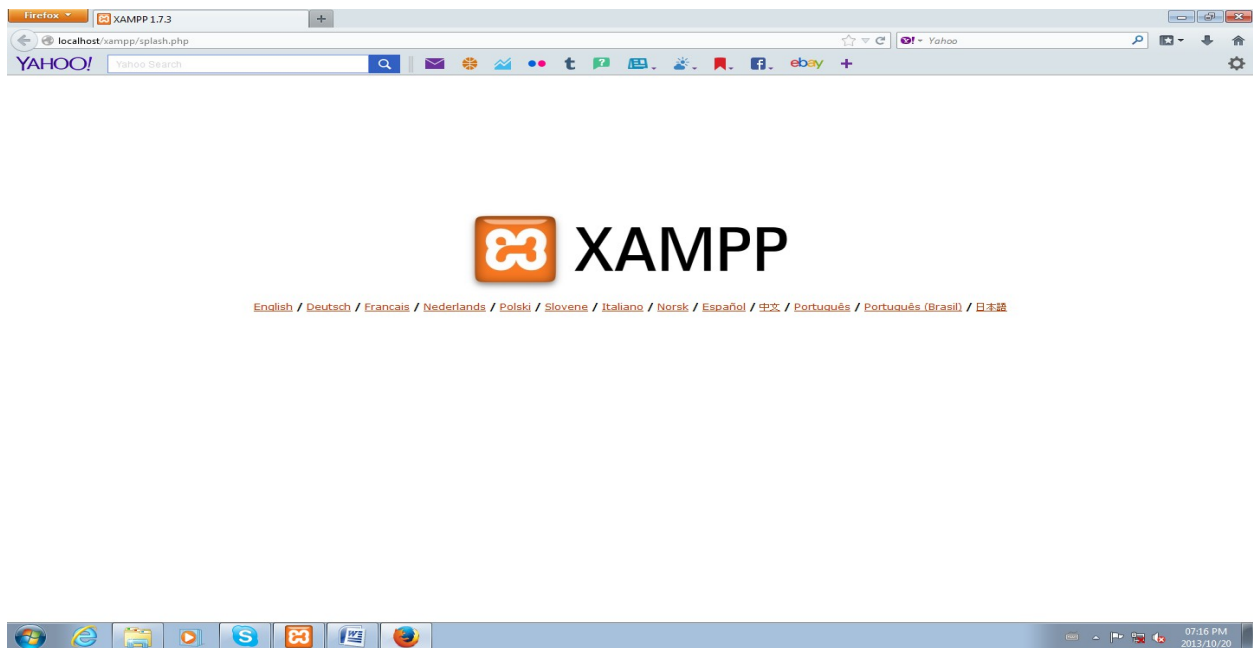 Firefox
XAMPP 1.7.3
localhost/xampp/splash.php
Yahoo
YAHOO! Yahoo Search
ebay
XAMPP
English / Deutsch / Francais / Nederlands / Polski / Slovene / Italiano / Norsk / Español / 中文 / Português / Português (Brasil) / 日本語
07:16 PM
2013/10/20